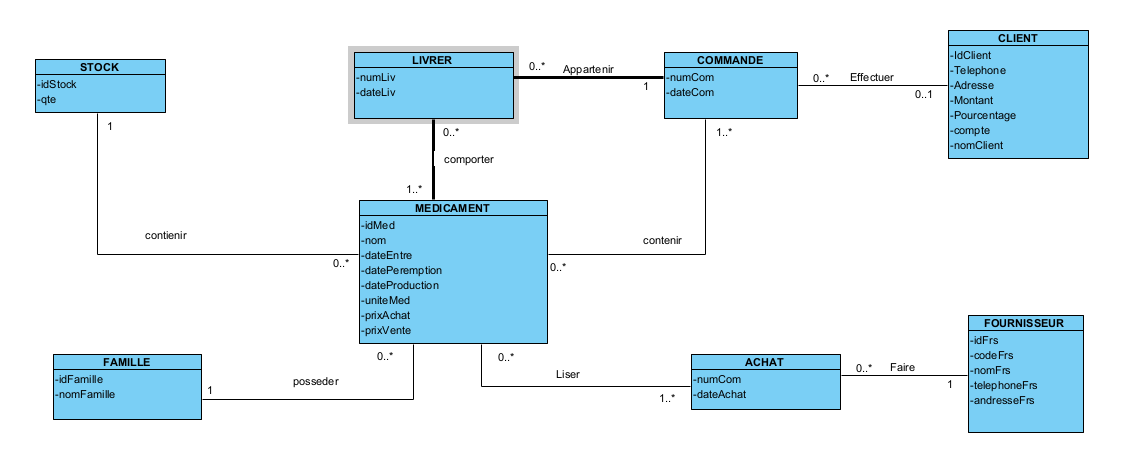 STOCK
-idStock
-qte
1
LIVRER
-numLiv
-dateLiv
0..*
Appartenir
1
COMMANDE
-numCom
-dateCom
0..*
Effectuer
0..1
CLIENT
-IdClient
-Telephone
-Adresse
-Montant
-Pourcentage
-compte
-nomClient
0..*
comporter
1..*
1..*
MEDICAMENT
-idMed
-nom
-dateEntre
-datePeremption
-dateProduction
-uniteMed
-prixAchat
-prixVente
contienir
0..*
contenir
0..*
FAMILLE
-idFamille
-nomFamille
1
posseder
0..*
0..*
Liser
1..*
ACHAT
-numCom
-dateAchat
0..*
Faire
1
FOURNISSEUR
-idFrs
-codeFrs
-nomFrs
-telephoneFrs
-andresseFrs